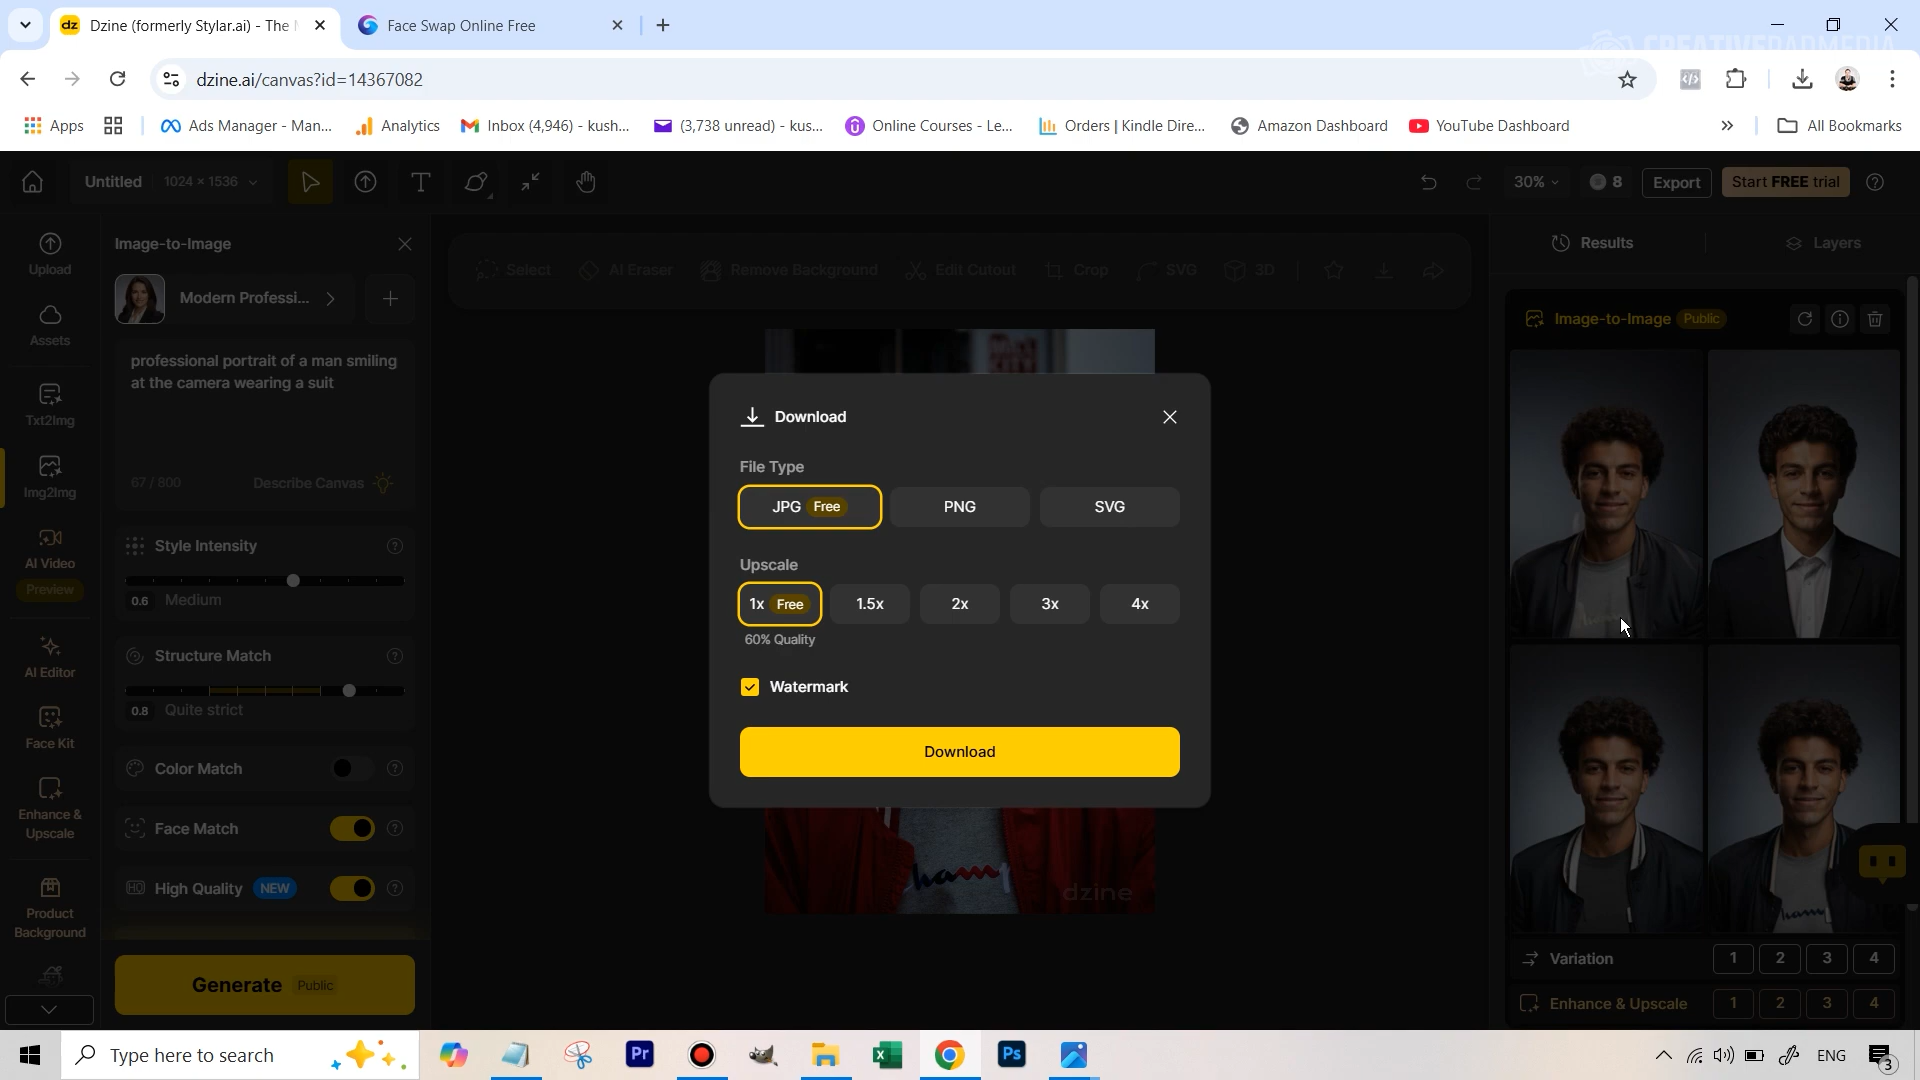 Dzine (formerly Stylar.ai) - The
Face Swap Online Free
CREATIVEDADMEDIA
dzine.ai/canvas?id=14367082
Apps
Ads Manager - Man...
Analytics
Inbox (4,946) - kush...
(3,738 unread) - kus...
Online Courses - Le...
Orders | Kindle Dire...
Amazon Dashboard
YouTube Dashboard
All Bookmarks
Untitled
1024 × 1536
30%
8
Export
Start FREE trial
Upload
Assets
Txt2Img
Img2Img
AI Video
Preview
AI Editor
Face Kit
Enhance &
Upscale
Product
Background
Image-to-Image
Modern Professi...
professional portrait of a man smiling
at the camera wearing a suit
67 / 800
Describe Canvas
Style Intensity
0.6 Medium
Structure Match
0.8 Quite strict
Color Match
Face Match
High Quality NEW
Generate Public
Select
AI Eraser
Remove Background
Edit Cutout
Crop
SVG
3D
Download
File Type
JPG Free
PNG
SVG
Upscale
1x Free
1.5x
2x
3x
4x
60% Quality
Watermark
Download
dzine
Results
Layers
Image-to-Image Public
Variation 1 2 3 4
Enhance & Upscale 1 2 3 4
Type here to search
Pr
Ps
ENG
3